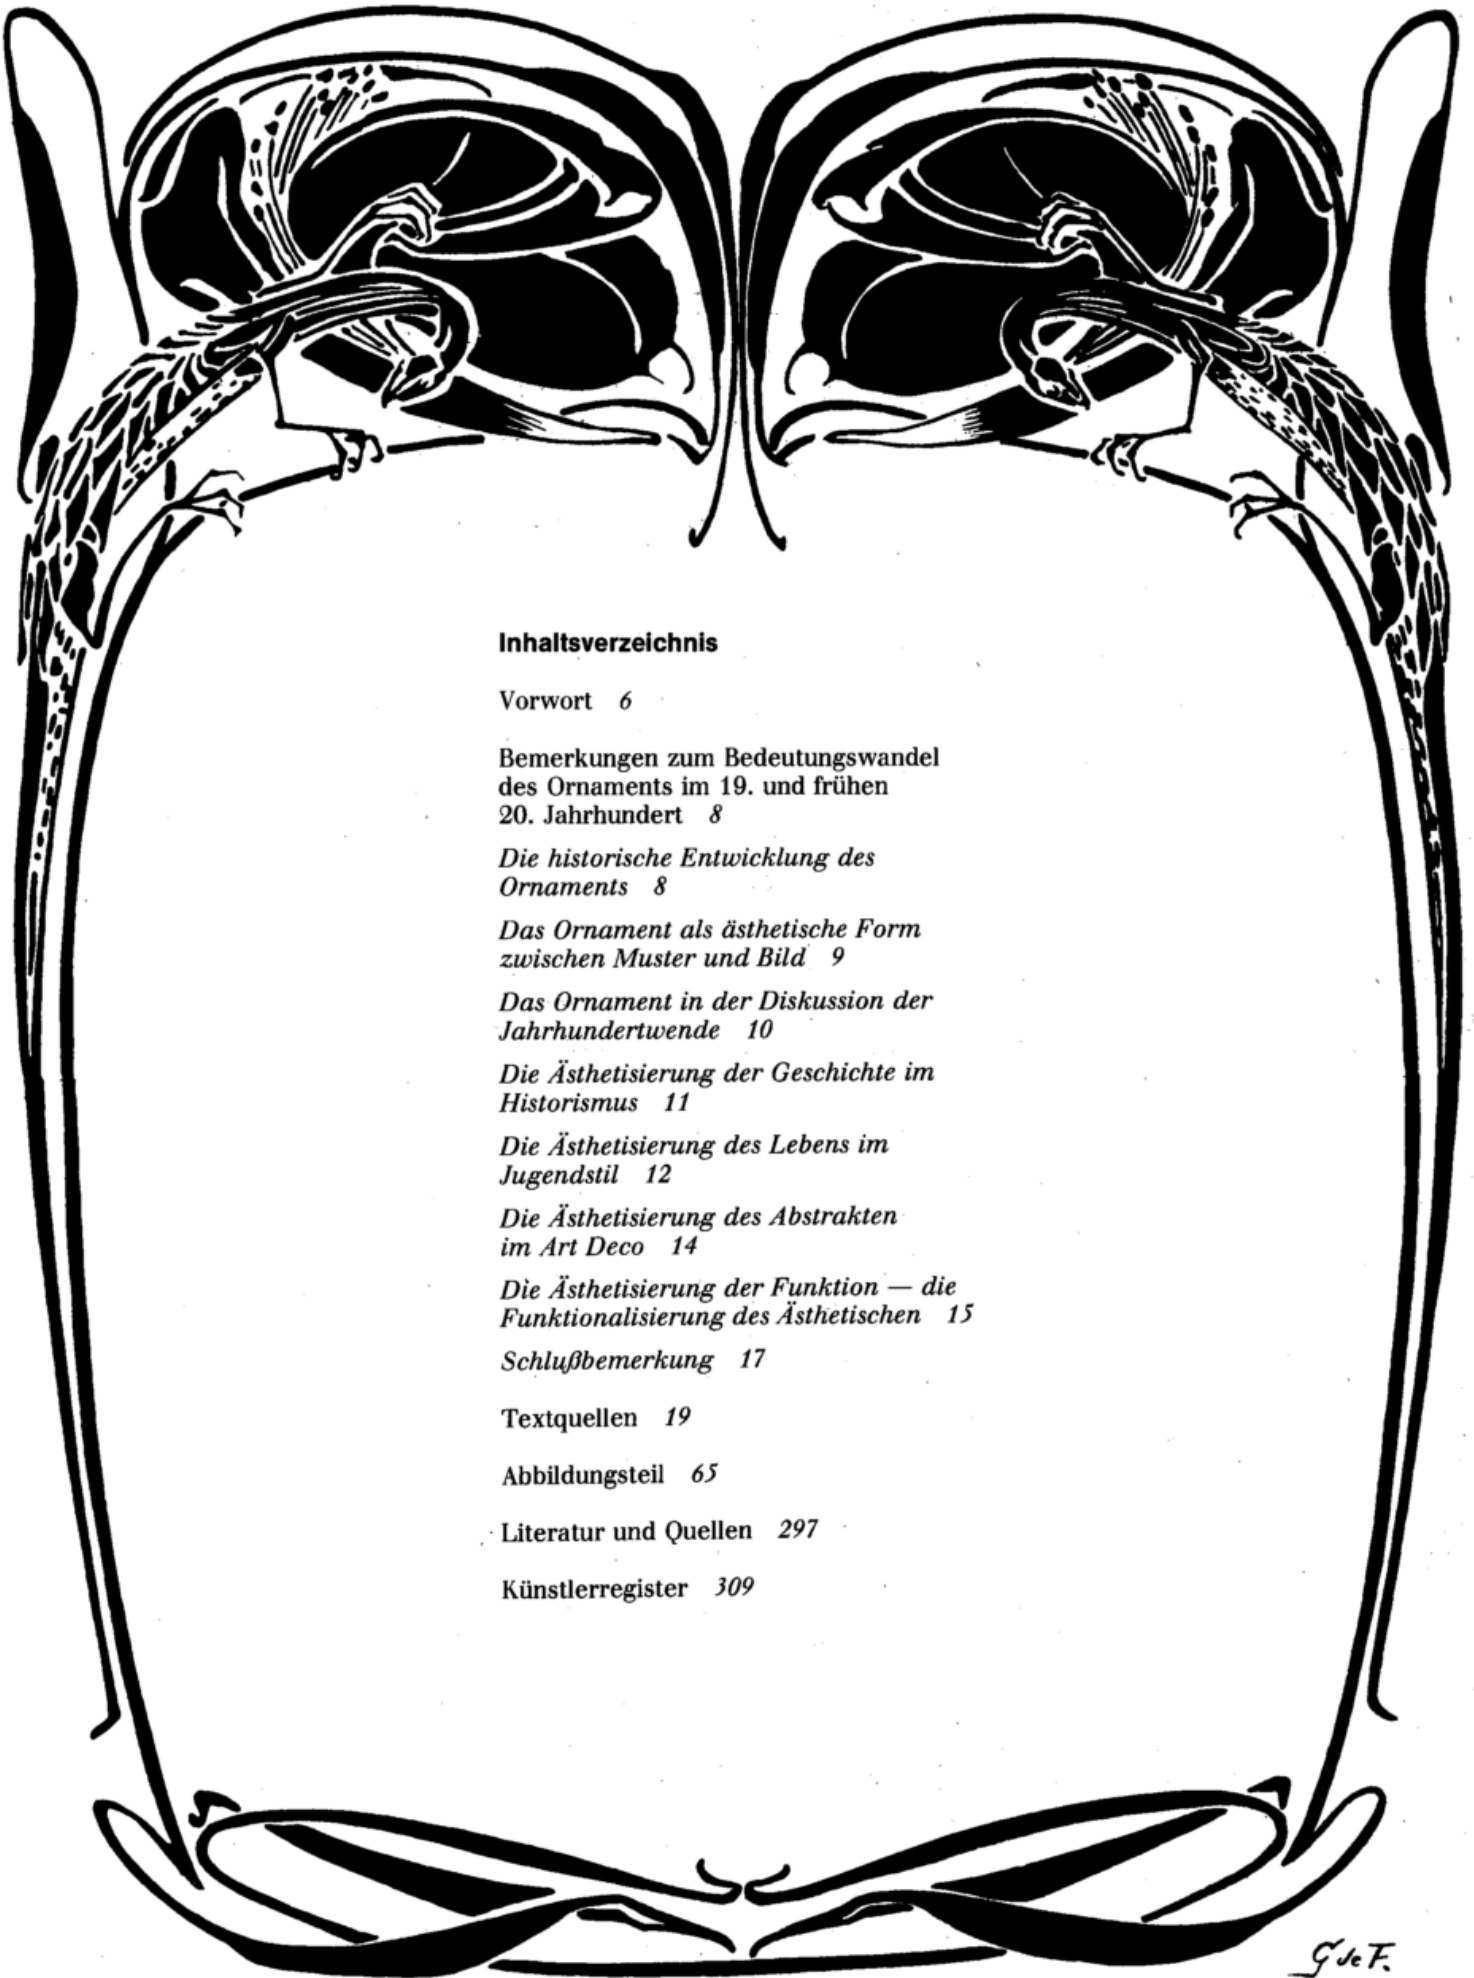 Inhaltsverzeichnis
Vorwort 6
Bemerkungen zum Bedeutungswandel
des Ornaments im 19. und frühen
20. Jahrhundert 8
Die historische Entwicklung des
Ornaments 8
Das Ornament als ästhetische Form
zwischen Muster und Bild 9
Das Ornament in der Diskussion der
Jahrhundertwende 10
Die Ästhetisierung der Geschichte im
Historismus 11
Die Ästhetisierung des Lebens im
Jugendstil 12
Die Ästhetisierung des Abstrakten
im Art Deco 14
Die Ästhetisierung der Funktion — die
Funktionalisierung des Ästhetischen 15
Schlußbemerkung 17
Textquellen 19
Abbildungsteil 65
Literatur und Quellen 297
Künstlerregister 309
G de F.